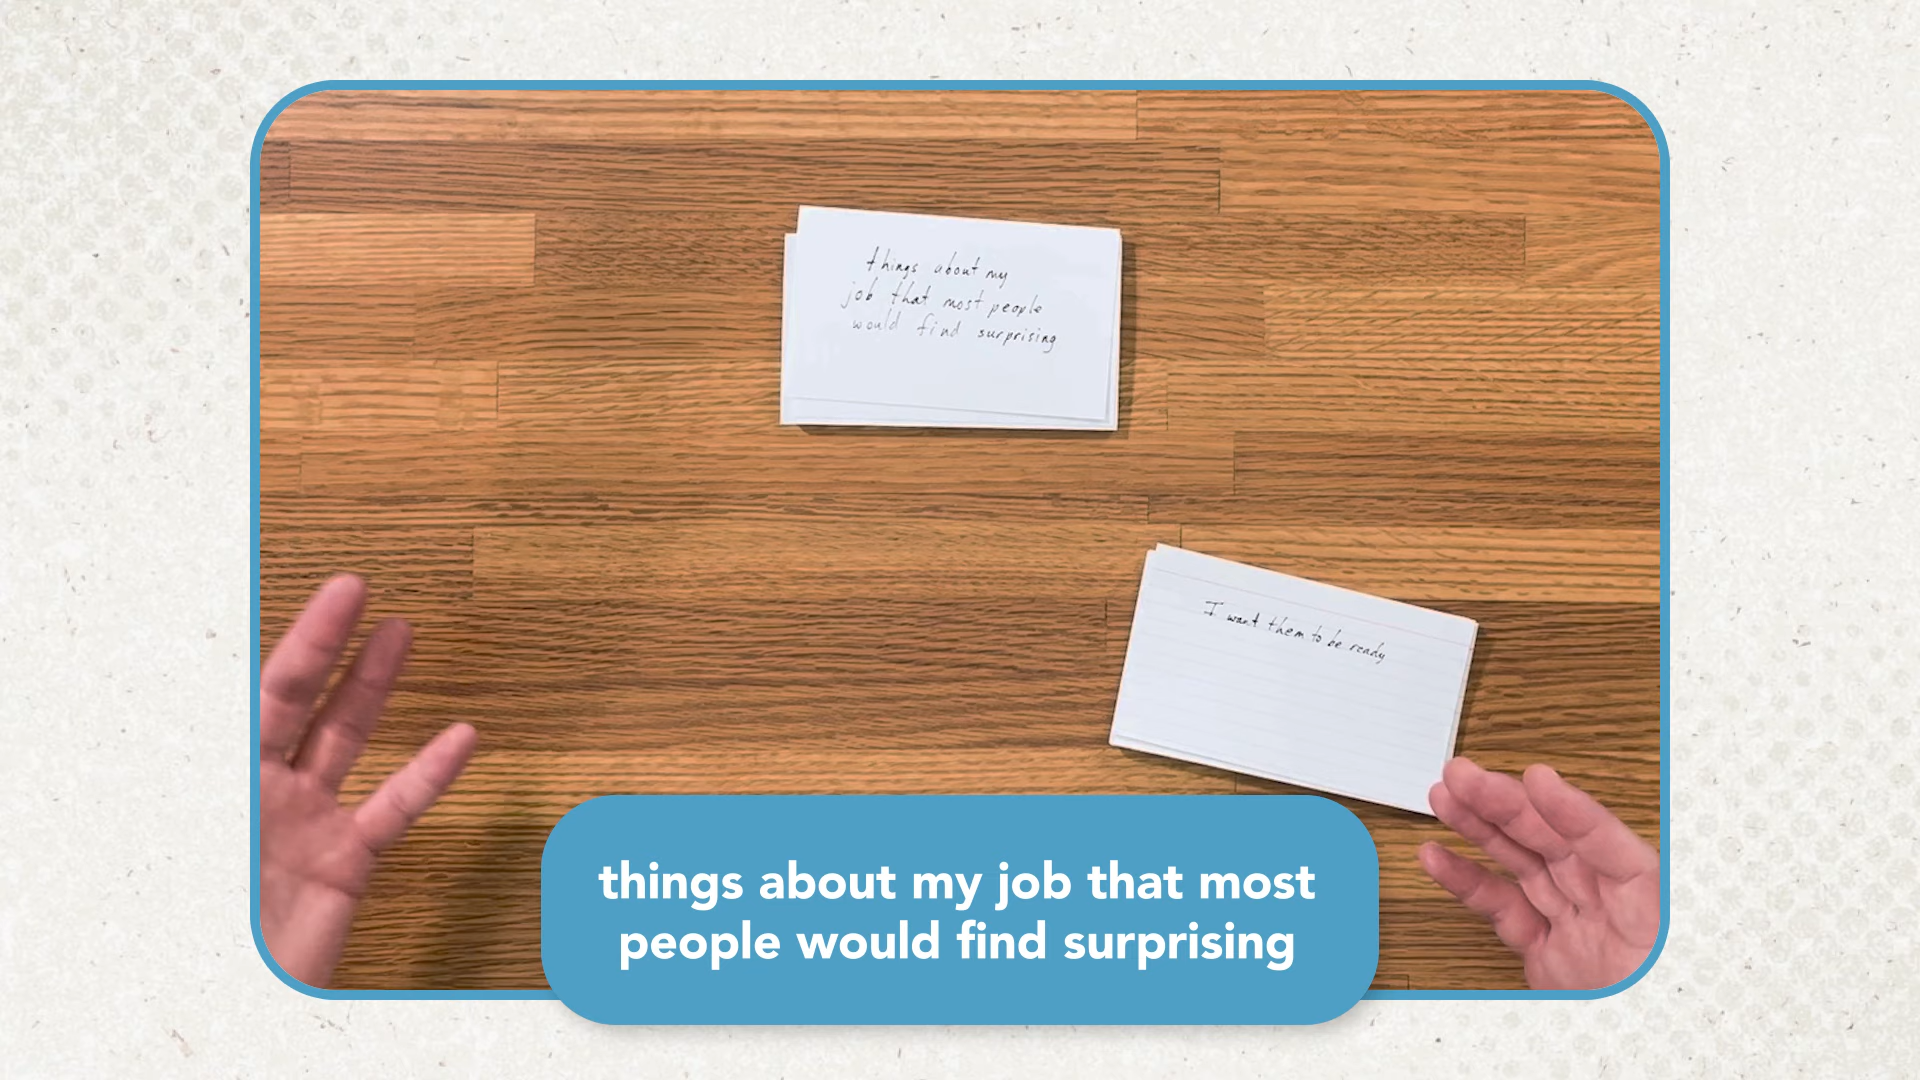 things about my
job that most people
would find surprising
I want them to be ready
things about my job that most
people would find surprising